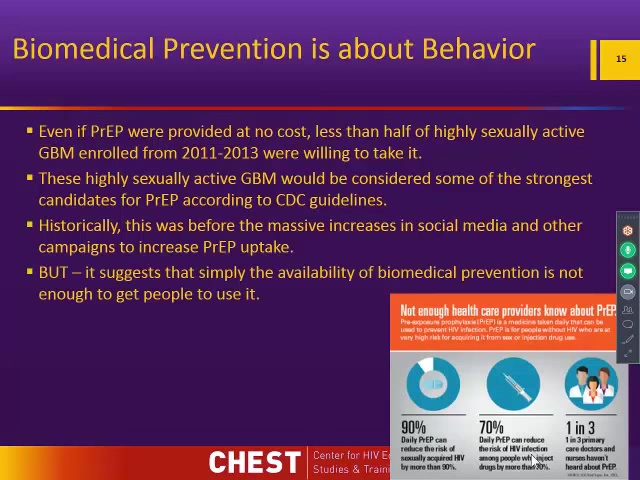 Biomedical Prevention is about Behavior
15
▪ Even if PrEP were provided at no cost, less than half of highly sexually active
GBM enrolled from 2011-2013 were willing to take it.
▪ These highly sexually active GBM would be considered some of the strongest
candidates for PrEP according to CDC guidelines.
▪ Historically, this was before the massive increases in social media and other
campaigns to increase PrEP uptake.
▪ BUT – it suggests that simply the availability of biomedical prevention is not
enough to get people to use it.
Not enough health care providers know about PrEP.
Pre-exposure prophylaxis (PrEP) is a medicine taken daily that can be
used to prevent HIV infection. PrEP is for people without HIV who are at
very high risk for acquiring it from sex or injection drug use.
90%
Daily PrEP can
reduce the risk of
sexually acquired HIV
by more than 90%.
70%
Daily PrEP can reduce
the risk of HIV infection
among people who inject
drugs by more than 70%.
1 in 3
1 in 3 primary
care doctors and
nurses haven't
heard about PrEP.
CHEST
Center for HIV
Studies &